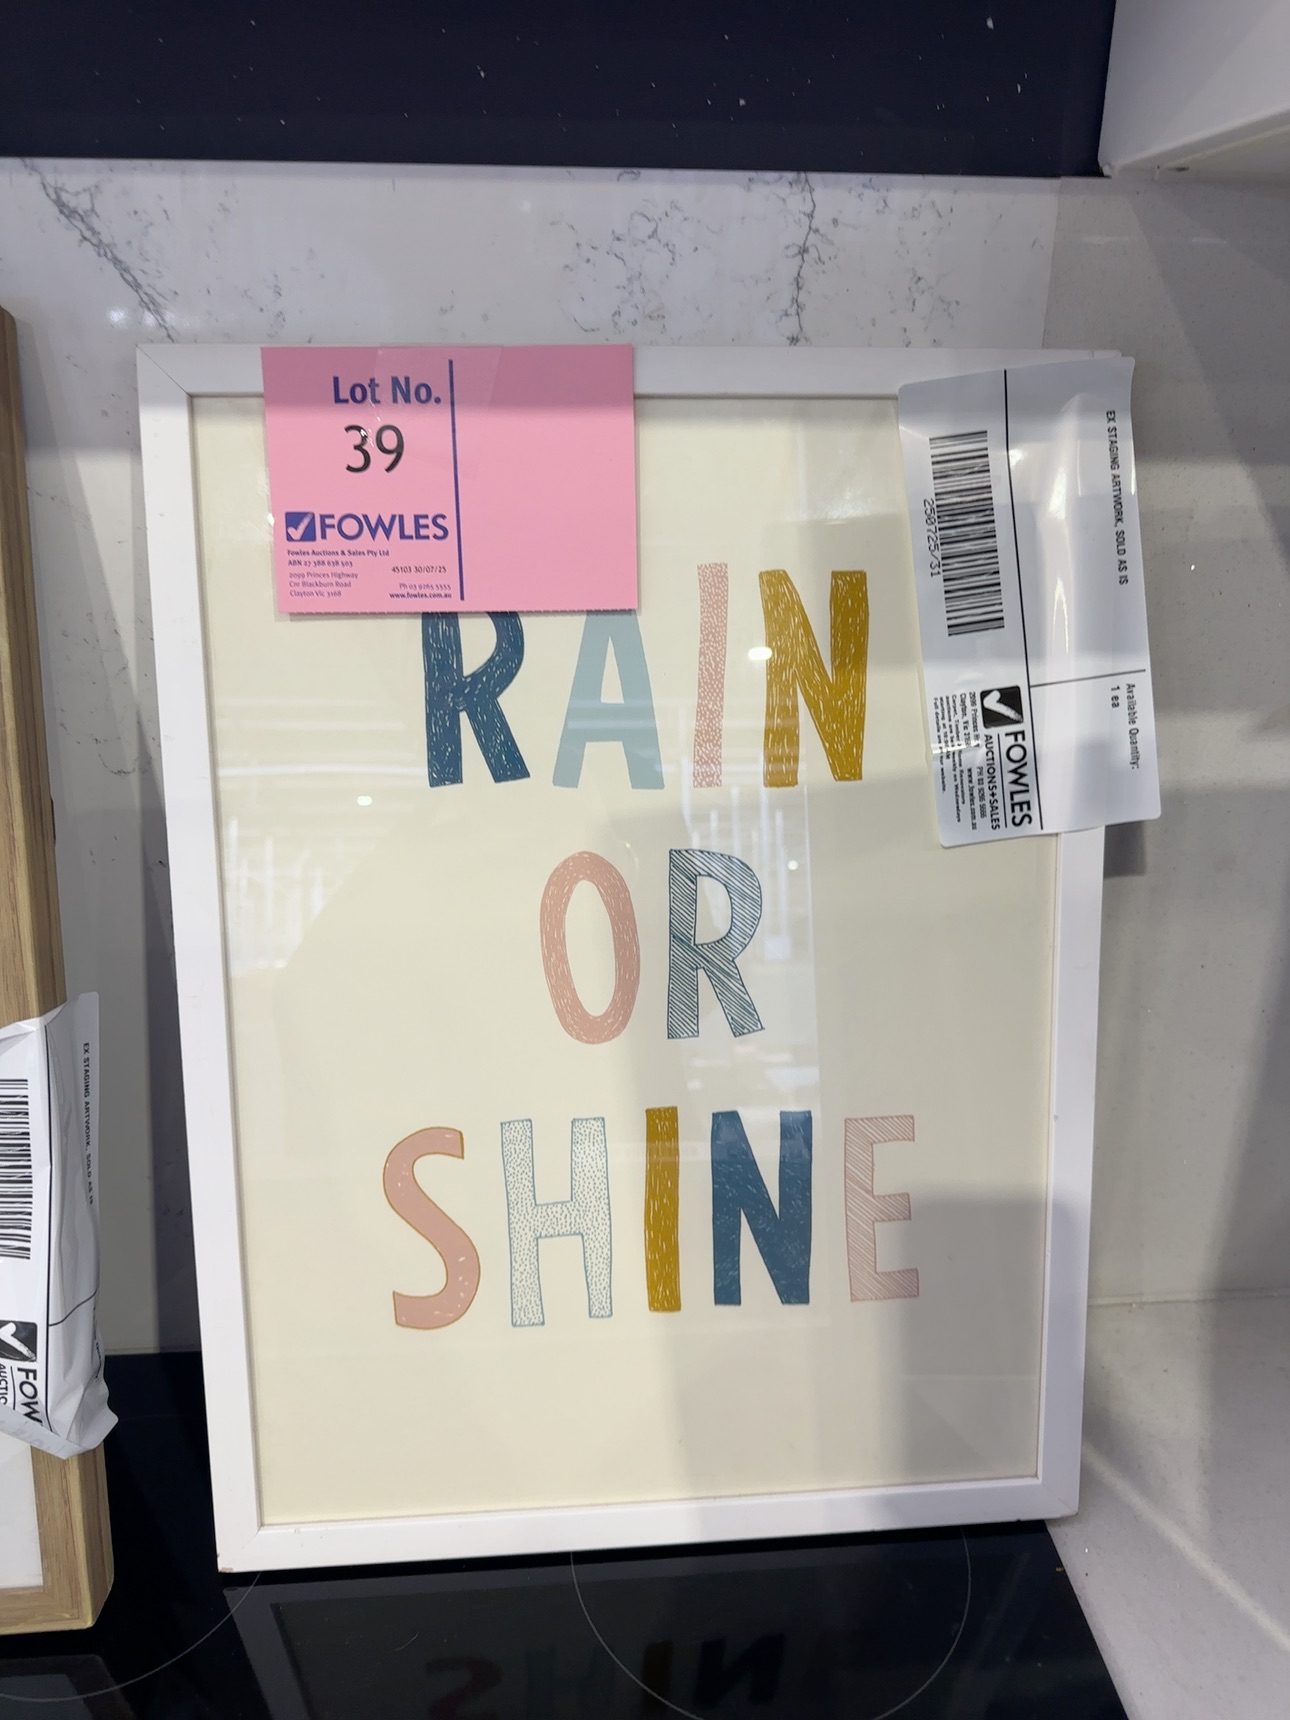 Lot No.
39
FOWLES
Fowles Auctions & Sales Pty Ltd
ABN 27 388 638 503
45103 30/07/25
2099 Princes Highway
Cnr Blackburn Road
Clayton Vic 3168
Ph 03 9265 5555
www.fowles.com.au
EX STAGING ARTWORK, SOLD AS IS
Available Quantity:
1 ea
250725/31
FOWLES
AUCTIONS+SALES
RAIN
OR
SHINE
EX STAGING ARTWORK, SOLD AS IS
FOW
AUCTIO